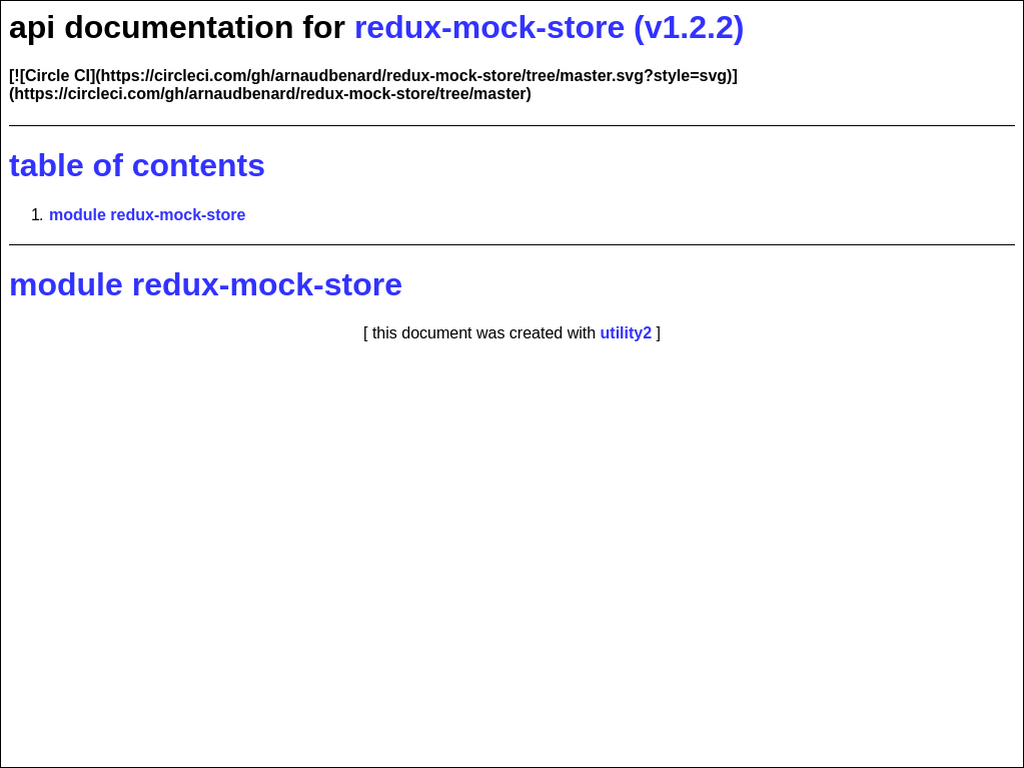 api documentation for redux-mock-store (v1.2.2)
[![Circle CI](https://circleci.com/gh/arnaudbenard/redux-mock-store/tree/master.svg?style=svg)]
(https://circleci.com/gh/arnaudbenard/redux-mock-store/tree/master)
table of contents
1. module redux-mock-store
module redux-mock-store
[ this document was created with utility2 ]